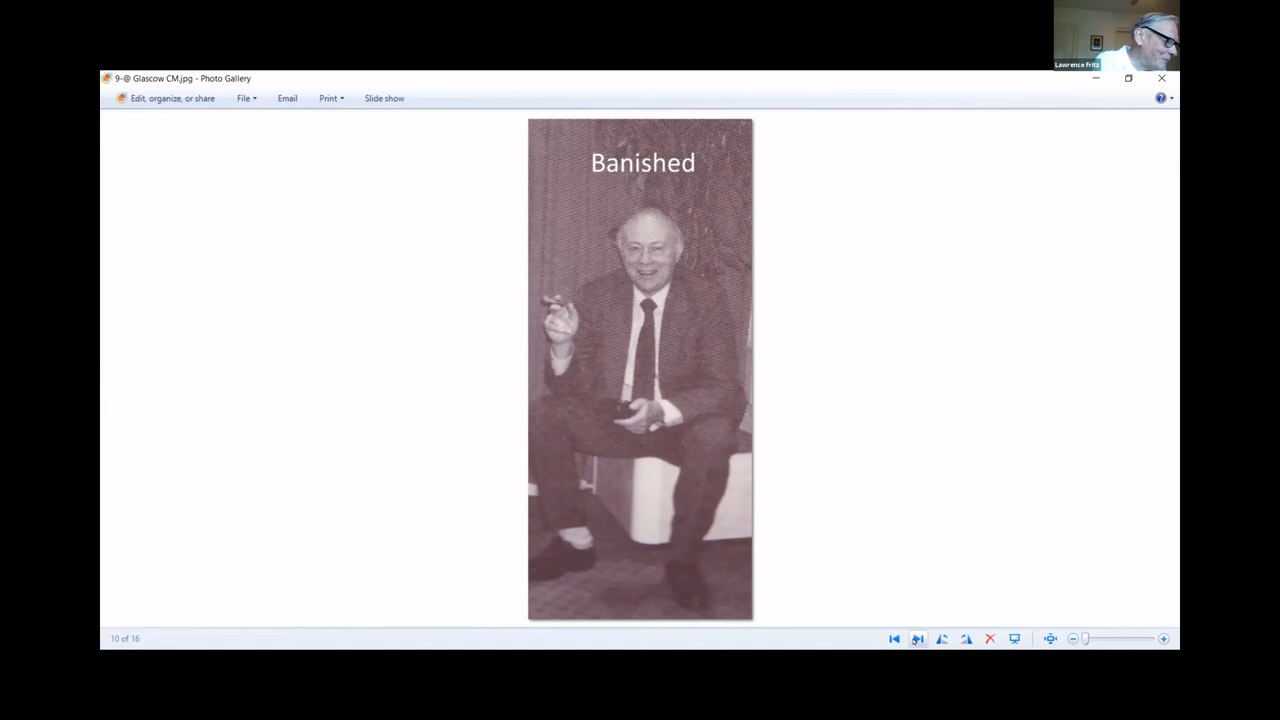 Lawrence Fritz
9-@ Glascow CM.jpg - Photo Gallery
Edit, organize, or share File Email Print Slide show
Banished
10 of 16